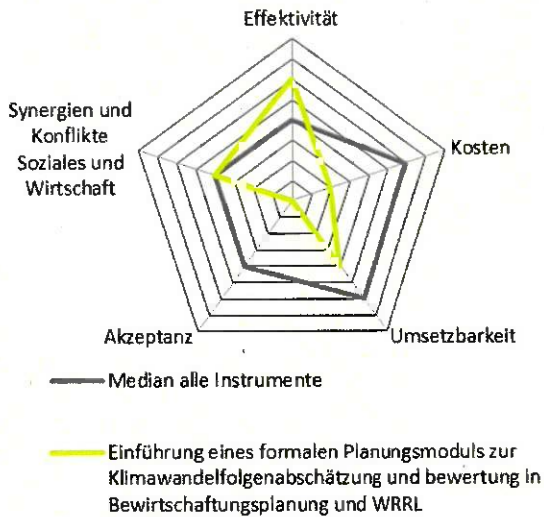 Effektivität
Synergien und
Konflikte
Soziales und
Wirtschaft
Kosten
Akzeptanz
Umsetzbarkeit
Median alle Instrumente
Einführung eines formalen Planungsmoduls zur
Klimawandelfolgenabschätzung und bewertung in
Bewirtschaftungsplanung und WRRL